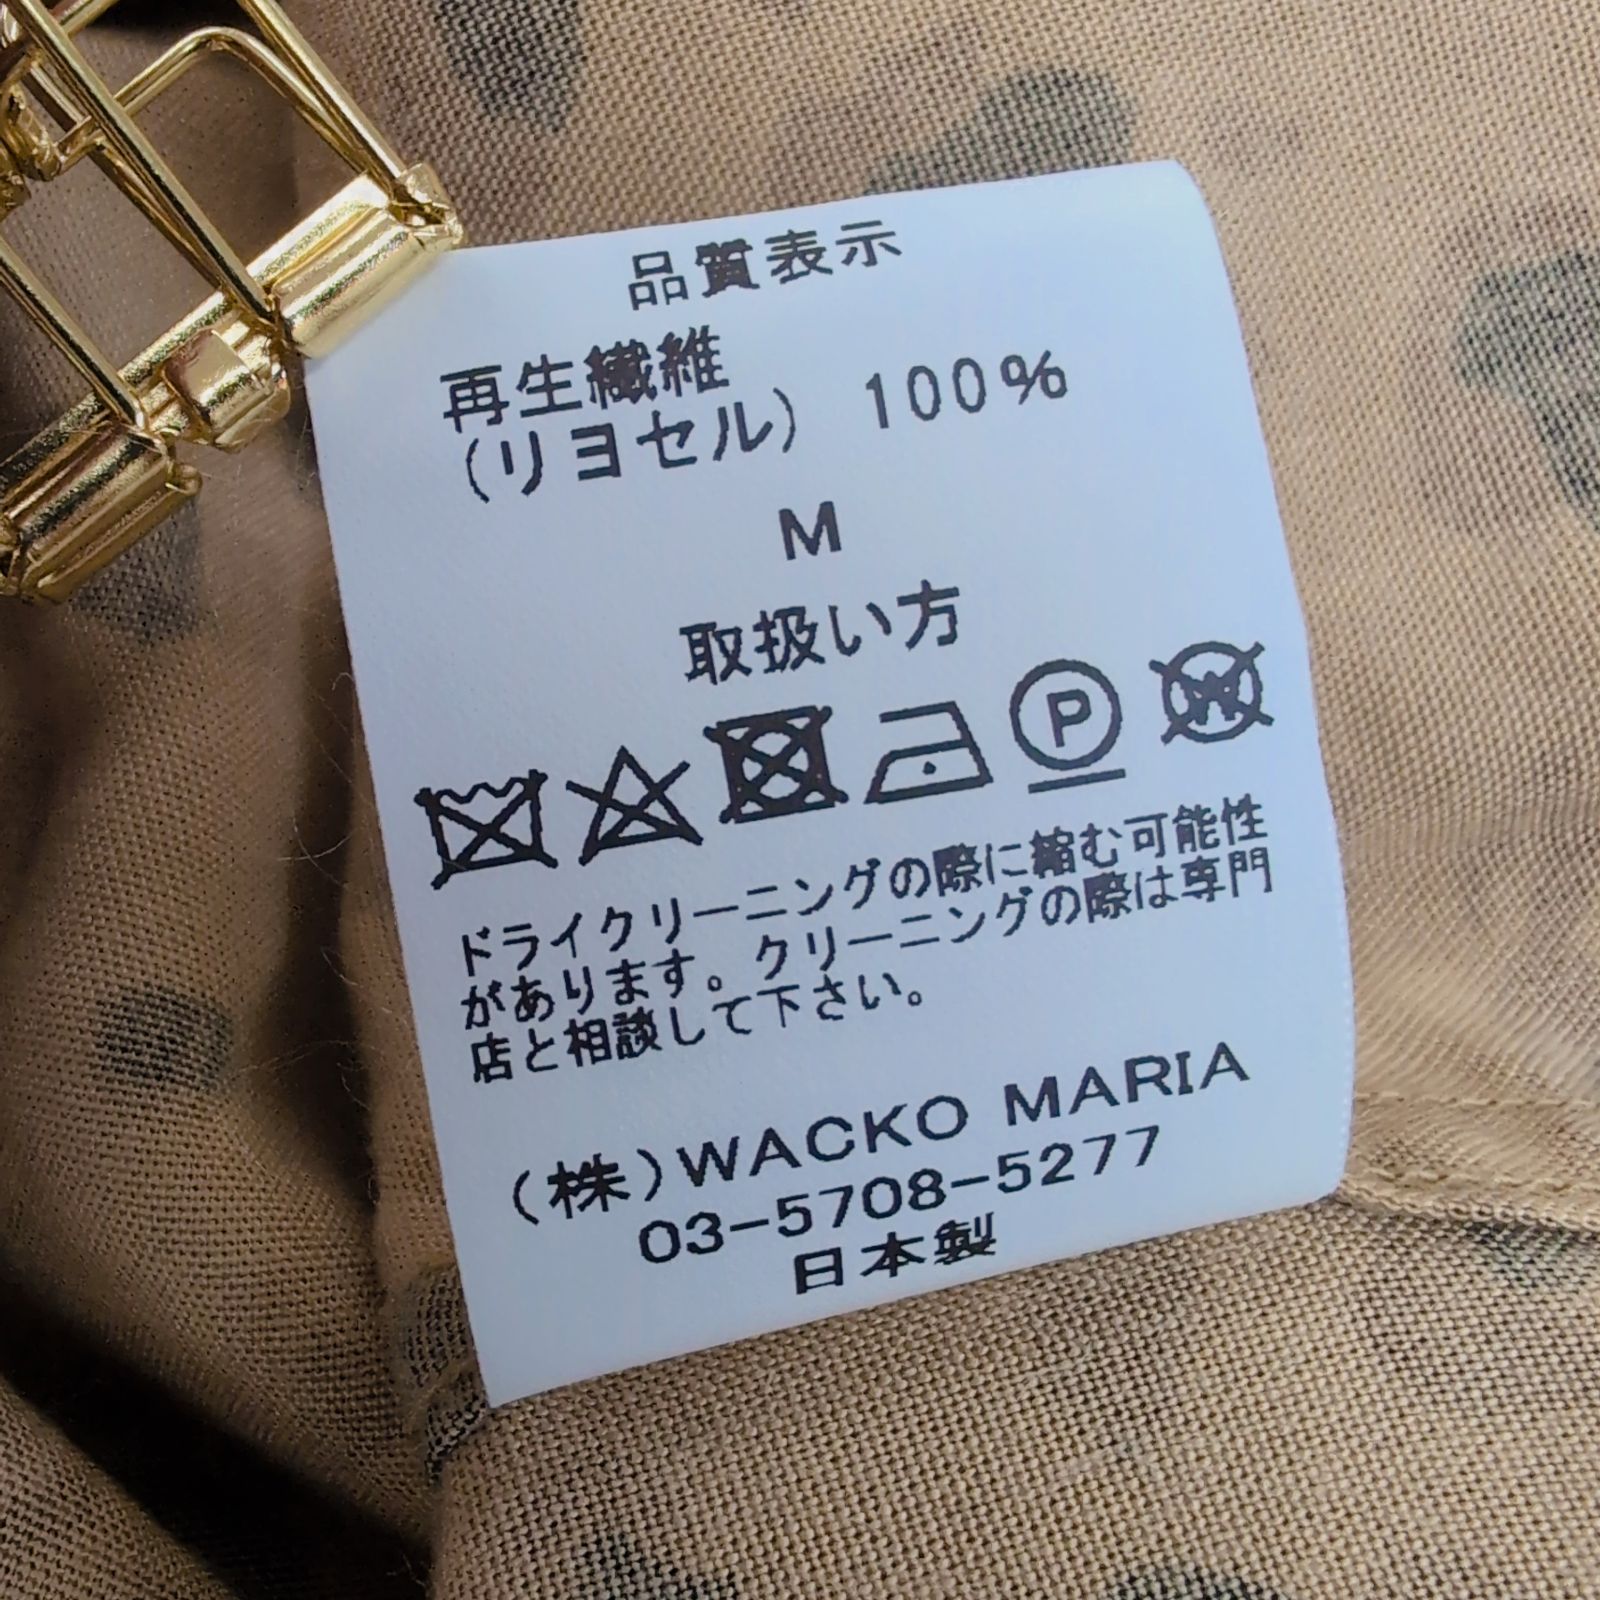 品質表示
再生繊維
(リヨセル) 100%
M
取扱い方
P W
ドライクリーニングの際に縮む可能性
があります。クリーニングの際は専門
店と相談して下さい。
(株)WACKO MARIA
03-5708-5277
日本製